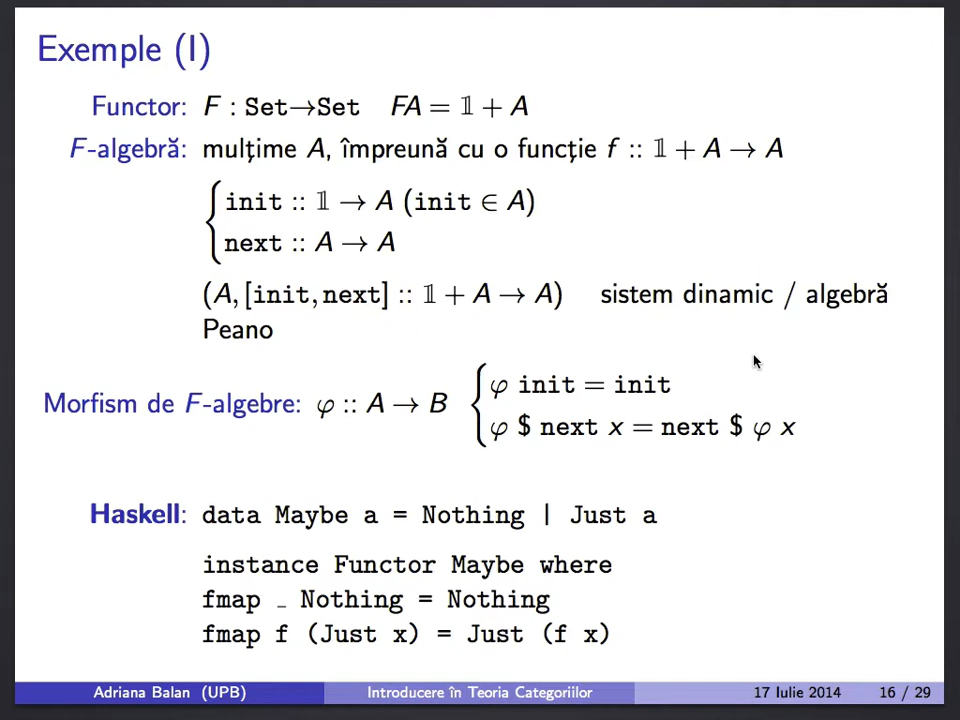 Exemple (I)
Functor: F : Set→Set FA = 𝟙 + A
F-algebră: mulțime A, împreună cu o funcție f :: 𝟙 + A → A
init :: 𝟙 → A (init ∈ A)
next :: A → A
(A, [init, next] :: 𝟙 + A → A) sistem dinamic / algebră
Peano
Morfism de F-algebre: φ :: A → B
φ init = init
φ $ next x = next $ φ x
Haskell: data Maybe a = Nothing | Just a
instance Functor Maybe where
fmap _ Nothing = Nothing
fmap f (Just x) = Just (f x)
Adriana Balan (UPB) Introducere în Teoria Categoriilor 17 Iulie 2014 16 / 29